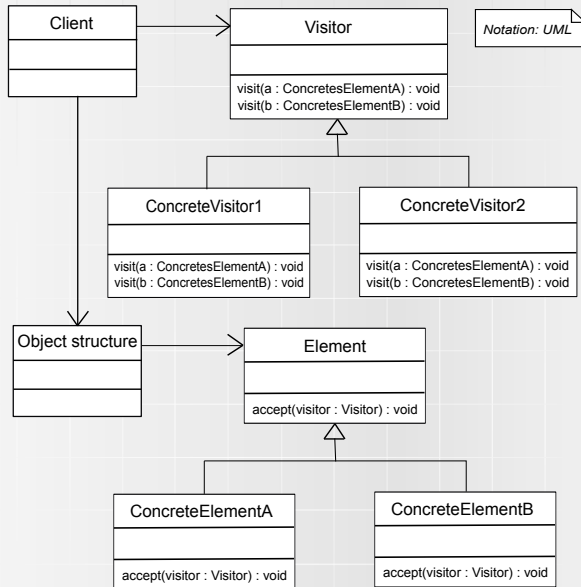 Client
Visitor
Notation: UML
visit(a : ConcretesElementA) : void
visit(b : ConcretesElementB) : void
ConcreteVisitor1
visit(a : ConcretesElementA) : void
visit(b : ConcretesElementB) : void
ConcreteVisitor2
visit(a : ConcretesElementA) : void
visit(b : ConcretesElementB) : void
Object structure
Element
accept(visitor : Visitor) : void
ConcreteElementA
accept(visitor : Visitor) : void
ConcreteElementB
accept(visitor : Visitor) : void